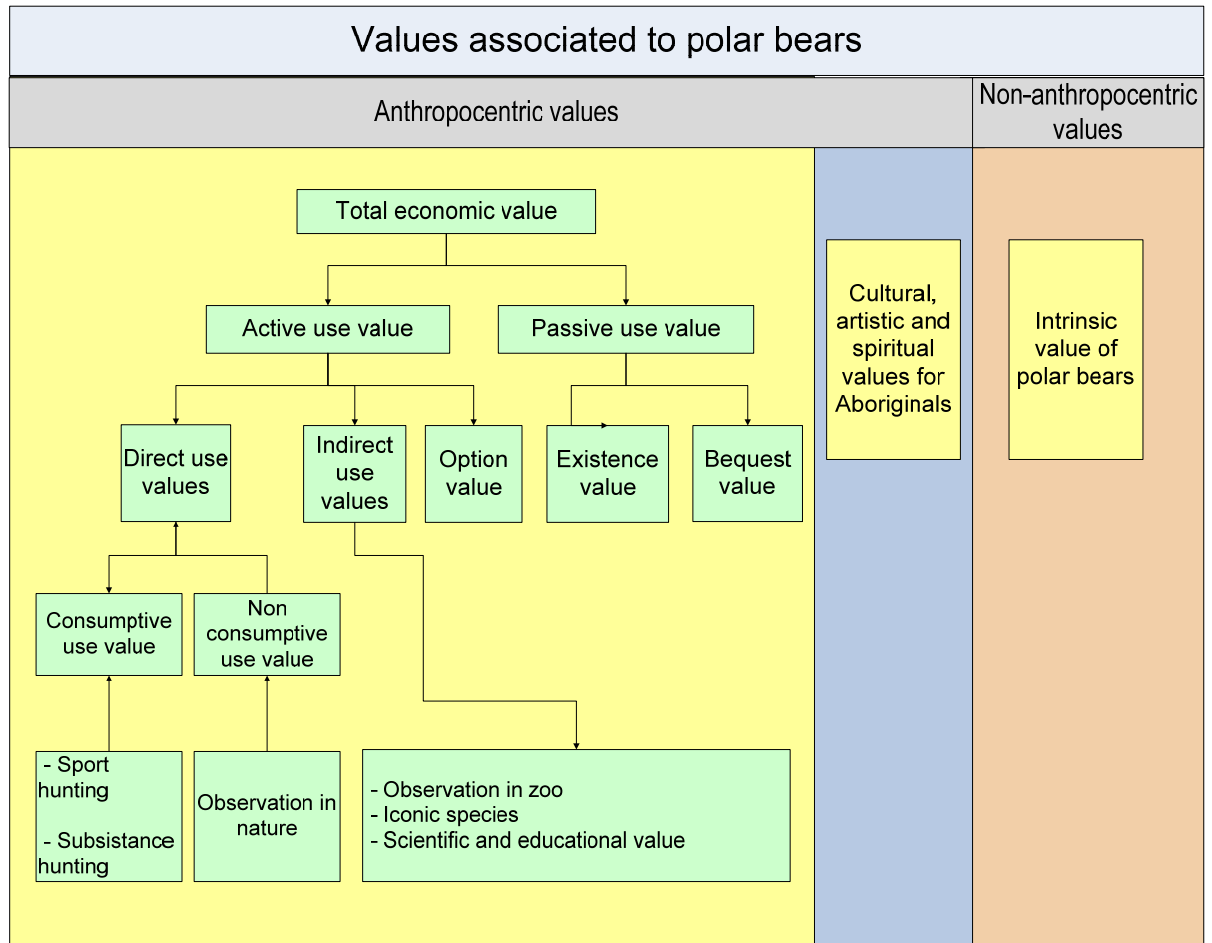 Values associated to polar bears
Anthropocentric values
Non-anthropocentric
values
Total economic value
Active use value
Passive use value
Cultural,
artistic and
spiritual
values for
Aboriginals
Intrinsic
value of
polar bears
Direct use
values
Indirect
use
values
Option
value
Existence
value
Bequest
value
Consumptive
use value
Non
consumptive
use value
- Sport
hunting
- Subsistance
hunting
Observation in
nature
- Observation in zoo
- Iconic species
- Scientific and educational value